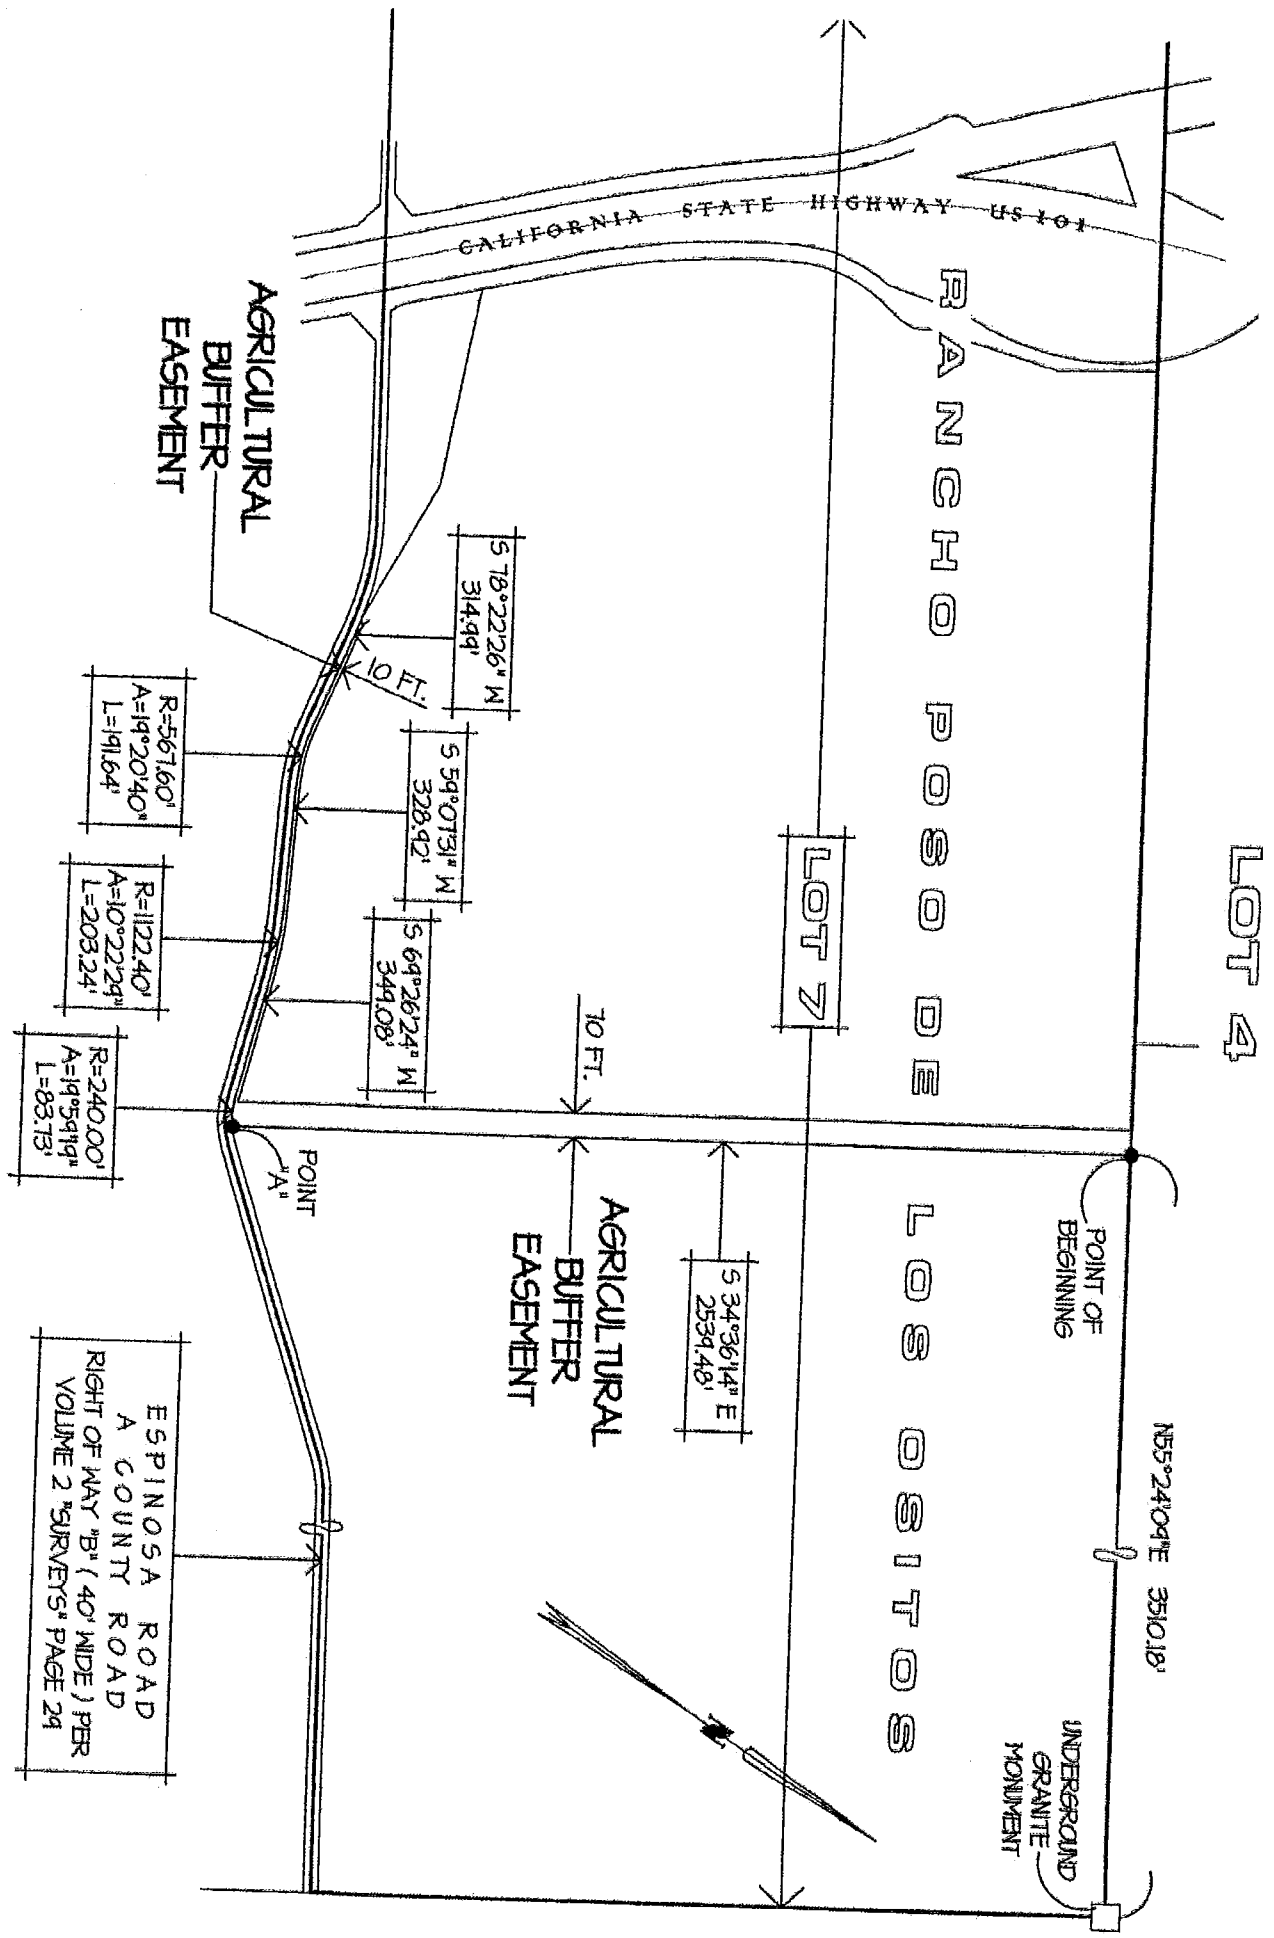 LOT 4
N55°24'09"E 3510.18'
UNDERGROUND
GRANITE
MONUMENT
POINT OF
BEGINNING
RANCHO POSO DE LOS OSITOS
CALIFORNIA STATE HIGHWAY US 101
LOT 7
S 34°36'14" E
2539.48'
70 FT.
AGRICULTURAL
BUFFER
EASEMENT
S 78°22'26" W
314.99'
S 59°07'31" W
328.92'
S 69°26'24" W
349.08'
10 FT.
POINT
"A"
AGRICULTURAL
BUFFER
EASEMENT
R=567.60'
Δ=19°20'40"
L=191.64'
R=1122.40'
Δ=10°22'29"
L=203.24'
R=240.00'
Δ=19°59'19"
L=83.73'
ESPINOSA ROAD
A COUNTY ROAD
RIGHT OF WAY "B" ( 40' WIDE ) PER
VOLUME 2 "SURVEYS" PAGE 29
N